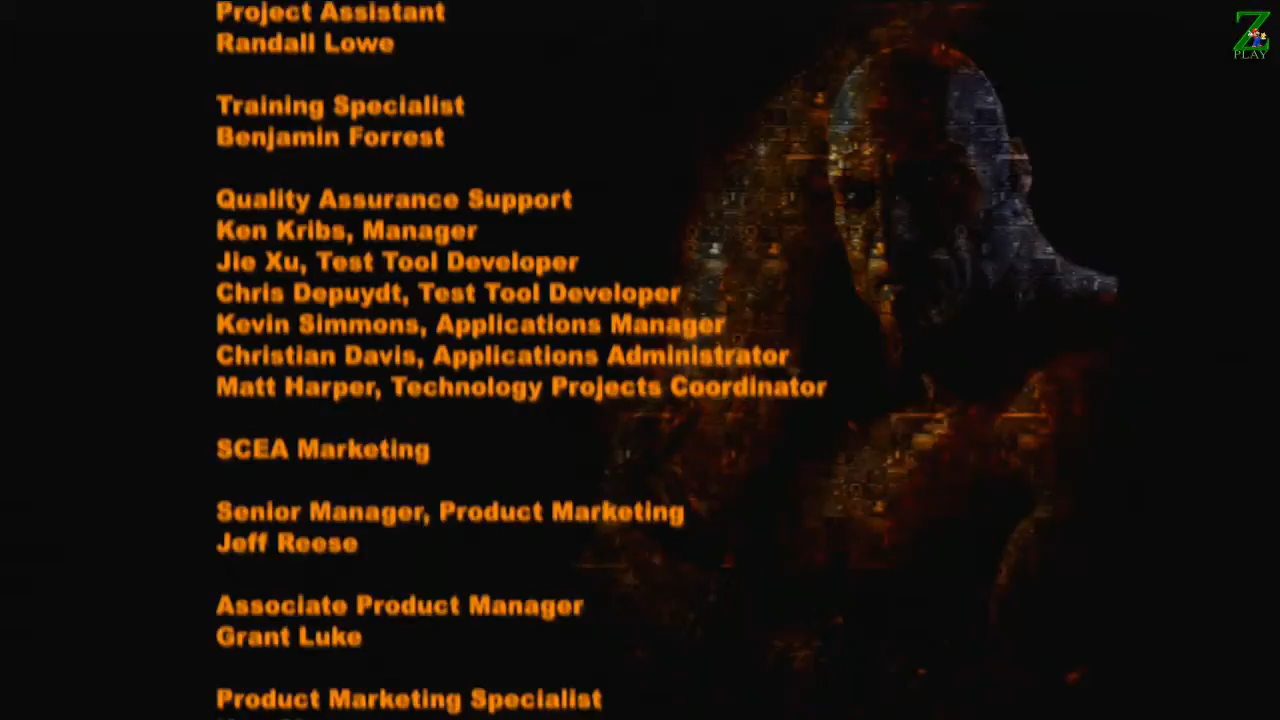 Project Assistant
Randall Lowe
Training Specialist
Benjamin Forrest
Quality Assurance Support
Ken Kribs, Manager
Jie Xu, Test Tool Developer
Chris Depuydt, Test Tool Developer
Kevin Simmons, Applications Manager
Christian Davis, Applications Administrator
Matt Harper, Technology Projects Coordinator
SCEA Marketing
Senior Manager, Product Marketing
Jeff Reese
Associate Product Manager
Grant Luke
Product Marketing Specialist
Z
PLAY